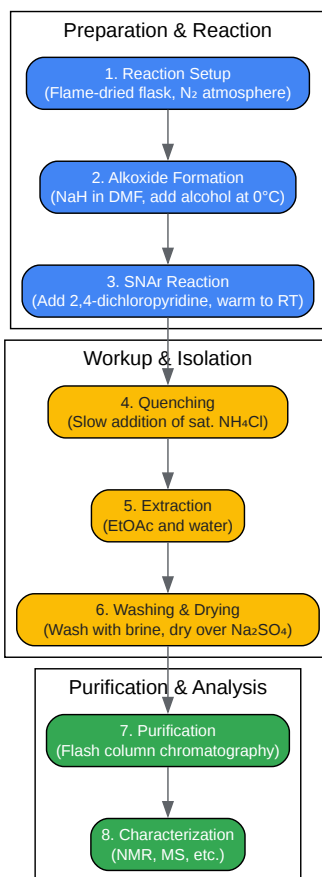 Preparation & Reaction
1. Reaction Setup
(Flame-dried flask, N₂ atmosphere)
2. Alkoxide Formation
(NaH in DMF, add alcohol at 0°C)
3. SNAr Reaction
(Add 2,4-dichloropyridine, warm to RT)
Workup & Isolation
4. Quenching
(Slow addition of sat. NH₄Cl)
5. Extraction
(EtOAc and water)
6. Washing & Drying
(Wash with brine, dry over Na₂SO₄)
Purification & Analysis
7. Purification
(Flash column chromatography)
8. Characterization
(NMR, MS, etc.)